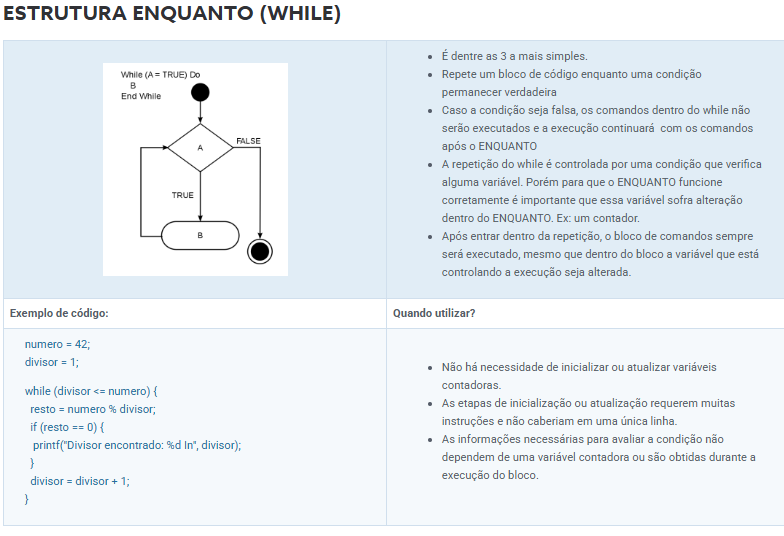 ESTRUTURA ENQUANTO (WHILE)
While (A = TRUE) Do
B
End While
A
FALSE
TRUE
B
É dentre as 3 a mais simples.
Repete um bloco de código enquanto uma condição
permanecer verdadeira
Caso a condição seja falsa, os comandos dentro do while não
serão executados e a execução continuará com os comandos
após o ENQUANTO
A repetição do while é controlada por uma condição que verifica
alguma variável. Porém para que o ENQUANTO funcione
corretamente é importante que essa variável sofra alteração
dentro do ENQUANTO. Ex: um contador.
Após entrar dentro da repetição, o bloco de comandos sempre
será executado, mesmo que dentro do bloco a variável que está
controlando a execução seja alterada.
Exemplo de código:
Quando utilizar?
numero = 42;
divisor = 1;
while (divisor <= numero) {
resto = numero % divisor;
if (resto == 0) {
printf("Divisor encontrado: %d ln", divisor);
}
divisor = divisor + 1;
}
Não há necessidade de inicializar ou atualizar variáveis
contadoras.
As etapas de inicialização ou atualização requerem muitas
instruções e não caberiam em uma única linha.
As informações necessárias para avaliar a condição não
dependem de uma variável contadora ou são obtidas durante a
execução do bloco.